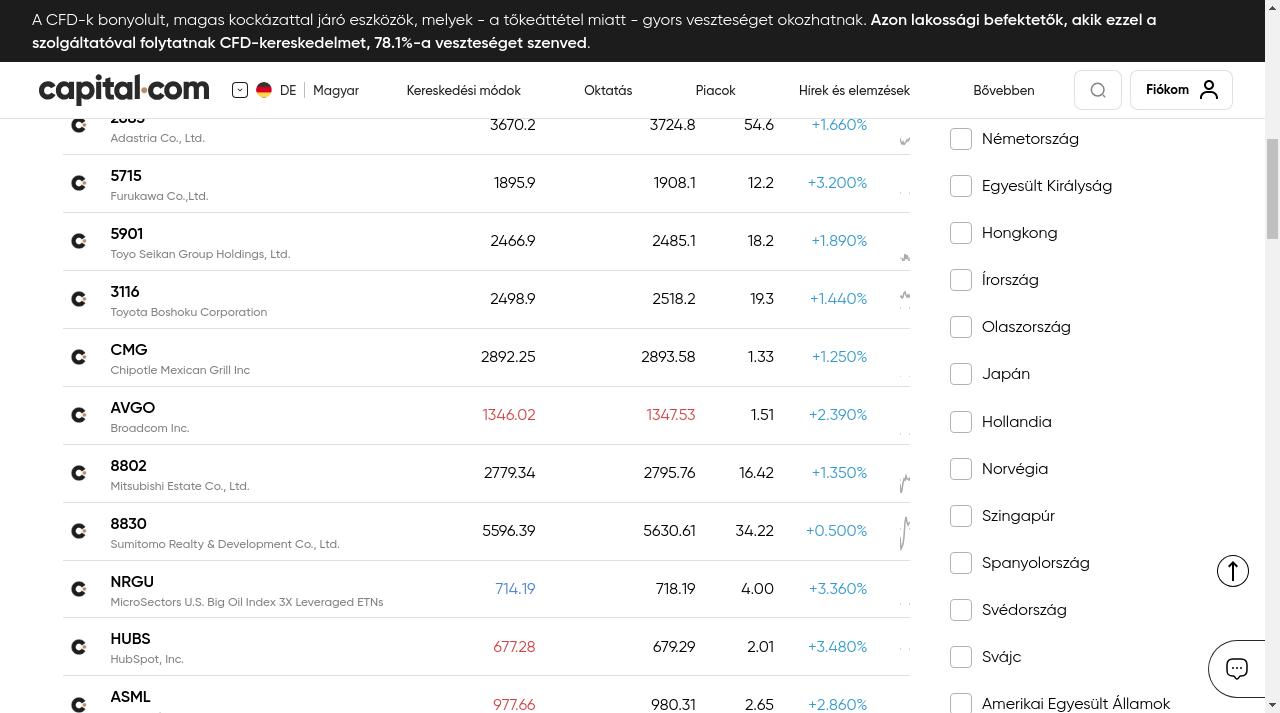 A CFD-k bonyolult, magas kockázattal járó eszközök, melyek - a tőkeáttétel miatt - gyors veszteséget okozhatnak. Azon lakossági befektetők, akik ezzel a
szolgáltatóval folytatnak CFD-kereskedelmet, 78.1%-a veszteséget szenved.
capital.com
DE Magyar
Kereskedési módok
Oktatás
Piacok
Hírek és elemzések
Bővebben
Fiókom
2685 3670.2 3724.8 54.6 +1.660%
Adastria Co., Ltd.
5715 1895.9 1908.1 12.2 +3.200%
Furukawa Co.,Ltd.
5901 2466.9 2485.1 18.2 +1.890%
Toyo Seikan Group Holdings, Ltd.
3116 2498.9 2518.2 19.3 +1.440%
Toyota Boshoku Corporation
CMG 2892.25 2893.58 1.33 +1.250%
Chipotle Mexican Grill Inc
AVGO 1346.02 1347.53 1.51 +2.390%
Broadcom Inc.
8802 2779.34 2795.76 16.42 +1.350%
Mitsubishi Estate Co., Ltd.
8830 5596.39 5630.61 34.22 +0.500%
Sumitomo Realty & Development Co., Ltd.
NRGU 714.19 718.19 4.00 +3.360%
MicroSectors U.S. Big Oil Index 3X Leveraged ETNs
HUBS 677.28 679.29 2.01 +3.480%
HubSpot, Inc.
ASML 977.66 980.31 2.65 +2.860%
Németország
Egyesült Királyság
Hongkong
Írország
Olaszország
Japán
Hollandia
Norvégia
Szingapúr
Spanyolország
Svédország
Svájc
Amerikai Egyesült Államok